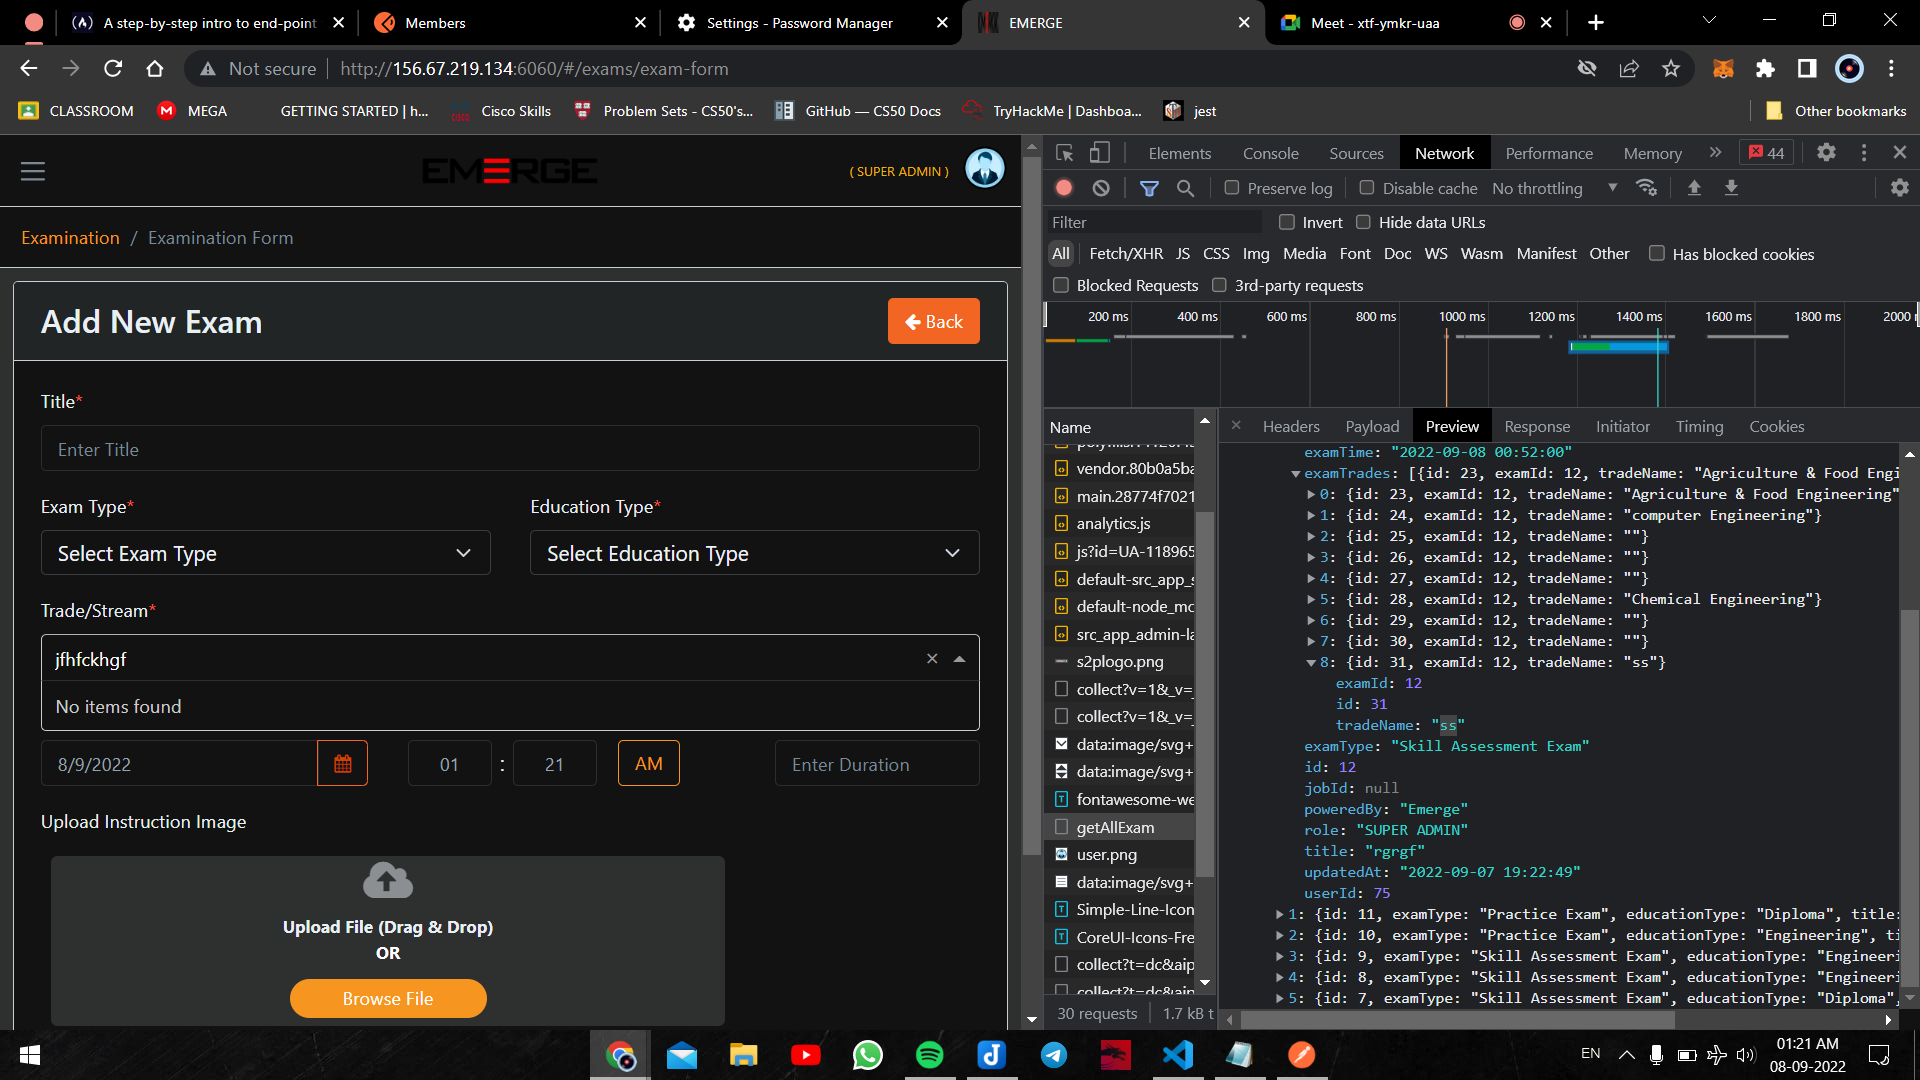 A step-by-step intro to end-point
Members
Settings - Password Manager
EMERGE
Meet - xtf-ymkr-uaa
Not secure
http://156.67.219.134:6060/#/exams/exam-form
CLASSROOM
MEGA
GETTING STARTED | h...
Cisco Skills
Problem Sets - CS50's...
GitHub — CS50 Docs
TryHackMe | Dashboa...
jest
Other bookmarks
EMERGE
( SUPER ADMIN )
Examination / Examination Form
Add New Exam
Back
Title*
Enter Title
Exam Type*
Education Type*
Select Exam Type
Select Education Type
Trade/Stream*
jfhfckhgf
No items found
8/9/2022
01 : 21
AM
Enter Duration
Upload Instruction Image
Upload File (Drag & Drop)
OR
Browse File
Elements
Console
Sources
Network
Performance
Memory
44
Preserve log
Disable cache
No throttling
Filter
Invert
Hide data URLs
All
Fetch/XHR
JS
CSS
Img
Media
Font
Doc
WS
Wasm
Manifest
Other
Has blocked cookies
Blocked Requests
3rd-party requests
200 ms
400 ms
600 ms
800 ms
1000 ms
1200 ms
1400 ms
1600 ms
1800 ms
2000
Name
vendor.80b0a5ba
main.28774f7021
analytics.js
js?id=UA-118965
default-src_app_s
default-node_mo
src_app_admin-la
s2plogo.png
collect?v=1&_v=
collect?v=1&_v=
data:image/svg+
data:image/svg+
fontawesome-we
getAllExam
user.png
data:image/svg+
Simple-Line-Icon
CoreUI-Icons-Fre
collect?t=dc&aip
collect?t=dc&aip
30 requests
1.7 kB t
Headers
Payload
Preview
Response
Initiator
Timing
Cookies
examTime: "2022-09-08 00:52:00"
examTrades: [{id: 23, examId: 12, tradeName: "Agriculture & Food Engi
0: {id: 23, examId: 12, tradeName: "Agriculture & Food Engineering"
1: {id: 24, examId: 12, tradeName: "computer Engineering"}
2: {id: 25, examId: 12, tradeName: ""}
3: {id: 26, examId: 12, tradeName: ""}
4: {id: 27, examId: 12, tradeName: ""}
5: {id: 28, examId: 12, tradeName: "Chemical Engineering"}
6: {id: 29, examId: 12, tradeName: ""}
7: {id: 30, examId: 12, tradeName: ""}
8: {id: 31, examId: 12, tradeName: "ss"}
examId: 12
id: 31
tradeName: "ss"
examType: "Skill Assessment Exam"
id: 12
jobId: null
poweredBy: "Emerge"
role: "SUPER ADMIN"
title: "rgrgf"
updatedAt: "2022-09-07 19:22:49"
userId: 75
1: {id: 11, examType: "Practice Exam", educationType: "Diploma", title:
2: {id: 10, examType: "Practice Exam", educationType: "Engineering", ti
3: {id: 9, examType: "Skill Assessment Exam", educationType: "Engineeri
4: {id: 8, examType: "Skill Assessment Exam", educationType: "Engineeri
5: {id: 7, examType: "Skill Assessment Exam", educationType: "Diploma",
EN
01:21 AM
08-09-2022